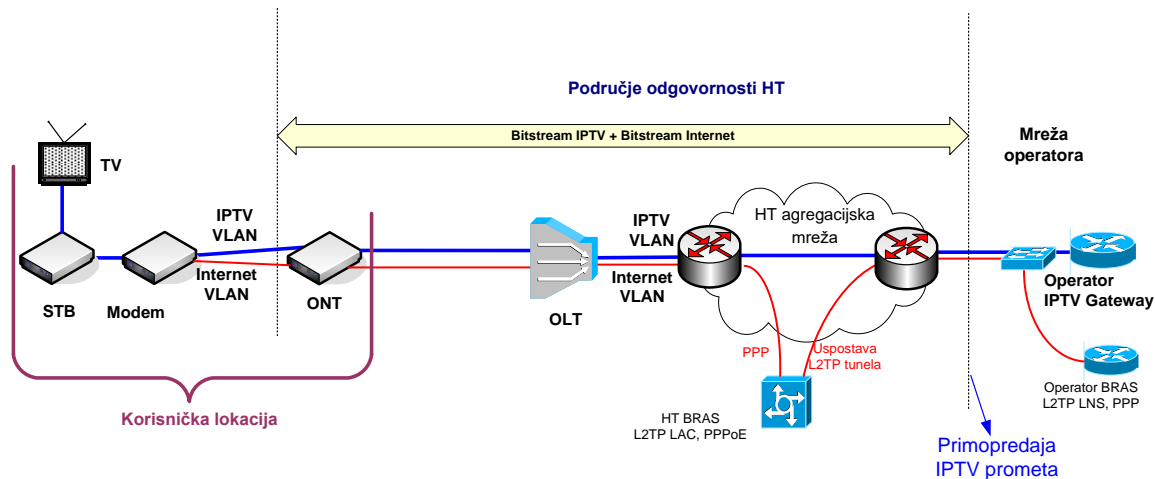 Područje odgovornosti HT
Bitstream IPTV + Bitstream Internet
Mreža
operatora
TV
IPTV
VLAN
Internet
VLAN
STB
Modem
ONT
OLT
IPTV
VLAN
Internet
VLAN
HT agregacijska
mreža
Operator
IPTV Gateway
PPP
Uspostava
L2TP tunela
HT BRAS
L2TP LAC, PPPoE
Operator BRAS
L2TP LNS, PPP
Korisnička lokacija
Primopredaja
IPTV prometa